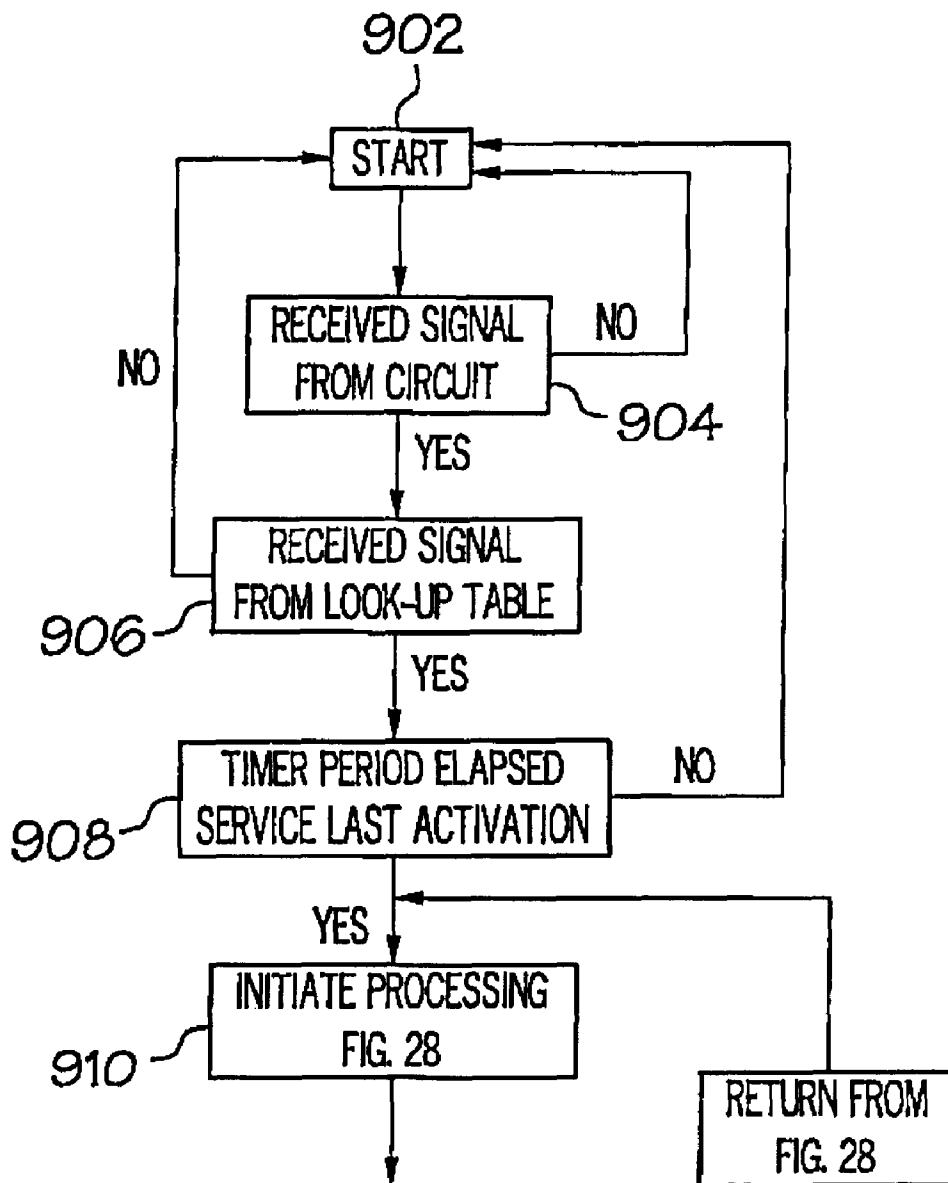 902
START
RECEIVED SIGNAL
FROM CIRCUIT
NO
904
NO
YES
RECEIVED SIGNAL
FROM LOOK-UP TABLE
906
YES
TIMER PERIOD ELAPSED
SERVICE LAST ACTIVATION
NO
908
YES
INITIATE PROCESSING
FIG. 28
910
RETURN FROM
FIG. 28